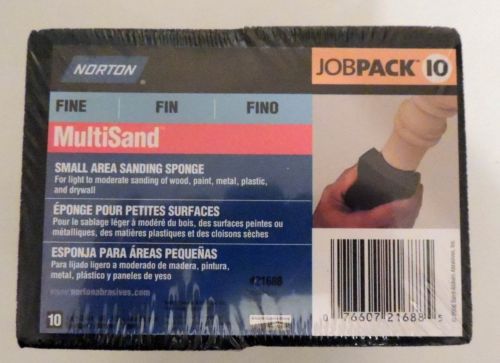 NORTON
JOBPACK™ 10
FINE FIN FINO
MultiSand™
SMALL AREA SANDING SPONGE
For light to moderate sanding of wood, paint, metal, plastic,
and drywall
ÉPONGE POUR PETITES SURFACES
Pour le sablage léger à modéré du bois, des surfaces peintes ou
métalliques, des matières plastiques et des cloisons sèches
ESPONJA PARA ÁREAS PEQUEÑAS
Para lijado ligero a moderado de madera, pintura,
metal, plástico y paneles de yeso
#21688
www.nortonabrasives.com
10
0 76607 21688 5